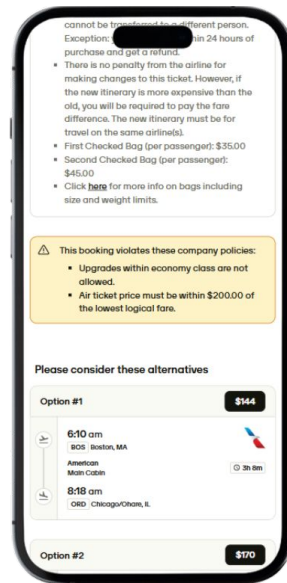 cannot be transferred to a different person.
Exception: in 24 hours of
purchase and get a refund.
There is no penalty from the airline for
making changes to this ticket. However, if
the new itinerary is more expensive than the
old, you will be required to pay the fare
difference. The new itinerary must be for
travel on the same airline(s).
First Checked Bag (per passenger): $35.00
Second Checked Bag (per passenger):
$45.00
Click here for more info on bags including
size and weight limits.
This booking violates these company policies:
Upgrades within economy class are not
allowed.
Air ticket price must be within $200.00 of
the lowest logical fare.
Please consider these alternatives
Option #1 $144
6:10 am
BOS Boston, MA
American
Main Cabin
3h 8m
8:18 am
ORD Chicago/Ohare, IL
Option #2 $170